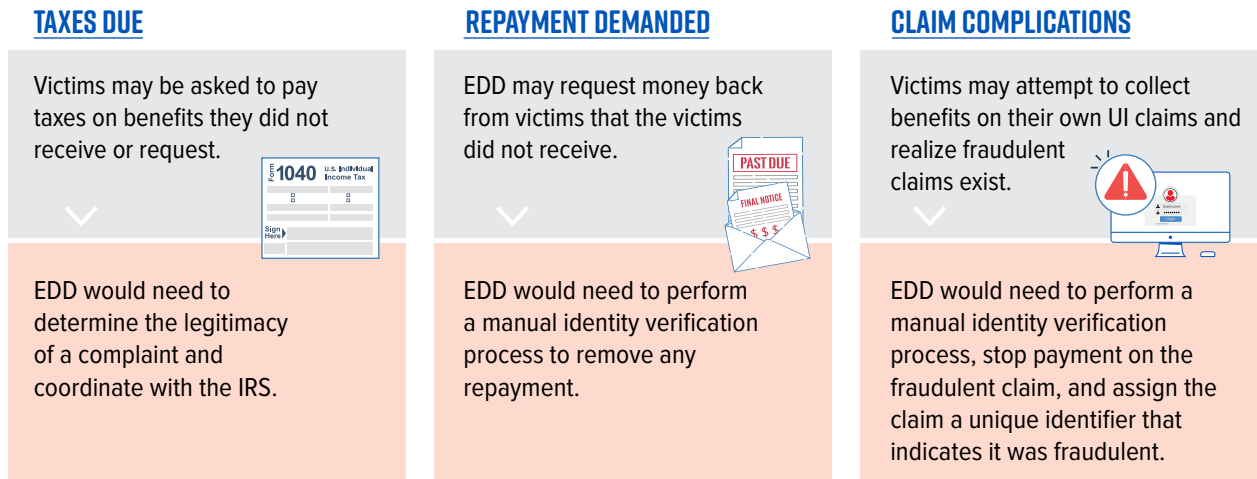 TAXES DUE
Victims may be asked to pay
taxes on benefits they did not
receive or request.
Form
1040
U.S. Individual
Income Tax
Sign
Here
EDD would need to
determine the legitimacy
of a complaint and
coordinate with the IRS.
REPAYMENT DEMANDED
EDD may request money back
from victims that the victims
did not receive.
PAST DUE
FINAL NOTICE
$ $ $
EDD would need to perform
a manual identity verification
process to remove any
repayment.
CLAIM COMPLICATIONS
Victims may attempt to collect
benefits on their own UI claims and
realize fraudulent
claims exist.
Username
EDD would need to perform a
manual identity verification
process, stop payment on the
fraudulent claim, and assign the
claim a unique identifier that
indicates it was fraudulent.